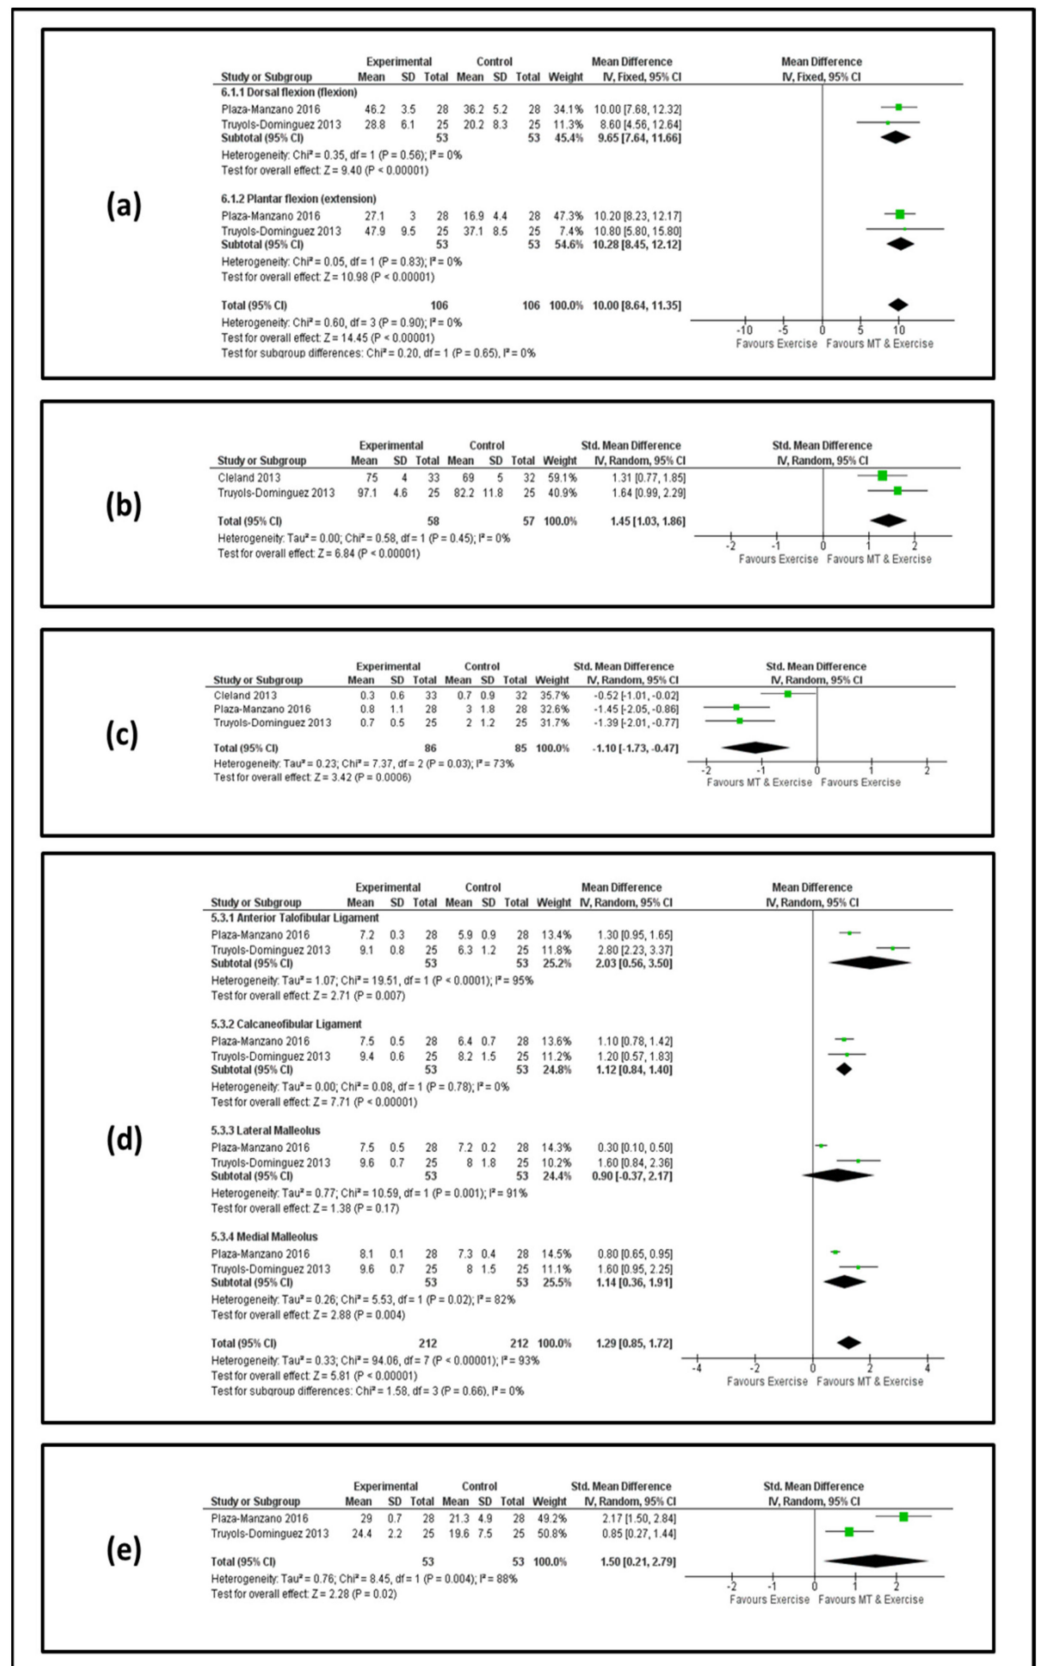 (a)
Experimental Control Mean Difference Mean Difference
Study or Subgroup Mean SD Total Mean SD Total Weight IV, Fixed, 95% CI IV, Fixed, 95% CI
6.1.1 Dorsal flexion (flexion)
Plaza-Manzano 2016 46.2 3.5 28 36.2 5.2 28 34.1% 10.00 [7.68, 12.32]
Truyols-Dominguez 2013 28.8 6.1 25 20.2 8.3 25 11.3% 8.60 [4.56, 12.64]
Subtotal (95% CI) 53 53 45.4% 9.65 [7.64, 11.66]
Heterogeneity: Chi² = 0.35, df = 1 (P = 0.56); I² = 0%
Test for overall effect: Z = 9.40 (P < 0.00001)
6.1.2 Plantar flexion (extension)
Plaza-Manzano 2016 27.1 3 28 16.9 4.4 28 47.3% 10.20 [8.23, 12.17]
Truyols-Dominguez 2013 47.9 9.5 25 37.1 8.5 25 7.4% 10.80 [5.80, 15.80]
Subtotal (95% CI) 53 53 54.6% 10.28 [8.45, 12.12]
Heterogeneity: Chi² = 0.05, df = 1 (P = 0.83); I² = 0%
Test for overall effect: Z = 10.98 (P < 0.00001)
Total (95% CI) 106 106 100.0% 10.00 [8.64, 11.35]
Heterogeneity: Chi² = 0.60, df = 3 (P = 0.90); I² = 0%
Test for overall effect: Z = 14.45 (P < 0.00001)
Test for subgroup differences: Chi² = 0.20, df = 1 (P = 0.65), I² = 0%
-10 -5 0 5 10
Favours Exercise Favours MT & Exercise
(b)
Experimental Control Std. Mean Difference Std. Mean Difference
Study or Subgroup Mean SD Total Mean SD Total Weight IV, Random, 95% CI IV, Random, 95% CI
Cleland 2013 75 4 33 69 5 32 59.1% 1.31 [0.77, 1.85]
Truyols-Dominguez 2013 97.1 4.6 25 82.2 11.8 25 40.9% 1.64 [0.99, 2.29]
Total (95% CI) 58 57 100.0% 1.45 [1.03, 1.86]
Heterogeneity: Tau² = 0.00; Chi² = 0.58, df = 1 (P = 0.45); I² = 0%
Test for overall effect: Z = 6.84 (P < 0.00001)
-2 -1 0 1 2
Favours Exercise Favours MT & Exercise
(c)
Experimental Control Std. Mean Difference Std. Mean Difference
Study or Subgroup Mean SD Total Mean SD Total Weight IV, Random, 95% CI IV, Random, 95% CI
Cleland 2013 0.3 0.6 33 0.7 0.9 32 35.7% -0.52 [-1.01, -0.02]
Plaza-Manzano 2016 0.8 1.1 28 3 1.8 28 32.6% -1.45 [-2.05, -0.86]
Truyols-Dominguez 2013 0.7 0.5 25 2 1.2 25 31.7% -1.39 [-2.01, -0.77]
Total (95% CI) 86 85 100.0% -1.10 [-1.73, -0.47]
Heterogeneity: Tau² = 0.23; Chi² = 7.37, df = 2 (P = 0.03); I² = 73%
Test for overall effect: Z = 3.42 (P = 0.0006)
-2 -1 0 1 2
Favours MT & Exercise Favours Exercise
(d)
Experimental Control Mean Difference Mean Difference
Study or Subgroup Mean SD Total Mean SD Total Weight IV, Random, 95% CI IV, Random, 95% CI
5.3.1 Anterior Talofibular Ligament
Plaza-Manzano 2016 7.2 0.3 28 5.9 0.9 28 13.4% 1.30 [0.95, 1.65]
Truyols-Dominguez 2013 9.1 0.8 25 6.3 1.2 25 11.8% 2.80 [2.23, 3.37]
Subtotal (95% CI) 53 53 25.2% 2.03 [0.56, 3.50]
Heterogeneity: Tau² = 1.07; Chi² = 19.51, df = 1 (P < 0.0001); I² = 95%
Test for overall effect: Z = 2.71 (P = 0.007)
5.3.2 Calcaneofibular Ligament
Plaza-Manzano 2016 7.5 0.5 28 6.4 0.7 28 13.6% 1.10 [0.78, 1.42]
Truyols-Dominguez 2013 9.4 0.6 25 8.2 1.5 25 11.2% 1.20 [0.57, 1.83]
Subtotal (95% CI) 53 53 24.8% 1.12 [0.84, 1.40]
Heterogeneity: Tau² = 0.00; Chi² = 0.08, df = 1 (P = 0.78); I² = 0%
Test for overall effect: Z = 7.71 (P < 0.00001)
5.3.3 Lateral Malleolus
Plaza-Manzano 2016 7.5 0.5 28 7.2 0.2 28 14.3% 0.30 [0.10, 0.50]
Truyols-Dominguez 2013 9.6 0.7 25 8 1.8 25 10.2% 1.60 [0.84, 2.36]
Subtotal (95% CI) 53 53 24.4% 0.90 [-0.37, 2.17]
Heterogeneity: Tau² = 0.77; Chi² = 10.59, df = 1 (P = 0.001); I² = 91%
Test for overall effect: Z = 1.38 (P = 0.17)
5.3.4 Medial Malleolus
Plaza-Manzano 2016 8.1 0.1 28 7.3 0.4 28 14.5% 0.80 [0.65, 0.95]
Truyols-Dominguez 2013 9.6 0.7 25 8 1.5 25 11.1% 1.60 [0.95, 2.25]
Subtotal (95% CI) 53 53 25.5% 1.14 [0.36, 1.91]
Heterogeneity: Tau² = 0.26; Chi² = 5.53, df = 1 (P = 0.02); I² = 82%
Test for overall effect: Z = 2.88 (P = 0.004)
Total (95% CI) 212 212 100.0% 1.29 [0.85, 1.72]
Heterogeneity: Tau² = 0.33; Chi² = 94.06, df = 7 (P < 0.00001); I² = 93%
Test for overall effect: Z = 5.81 (P < 0.00001)
Test for subgroup differences: Chi² = 1.58, df = 3 (P = 0.66), I² = 0%
-4 -2 0 2 4
Favours Exercise Favours MT & Exercise
(e)
Experimental Control Std. Mean Difference Std. Mean Difference
Study or Subgroup Mean SD Total Mean SD Total Weight IV, Random, 95% CI IV, Random, 95% CI
Plaza-Manzano 2016 29 0.7 28 21.3 4.9 28 49.2% 2.17 [1.50, 2.84]
Truyols-Dominguez 2013 24.4 2.2 25 19.6 7.5 25 50.8% 0.85 [0.27, 1.44]
Total (95% CI) 53 53 100.0% 1.50 [0.21, 2.79]
Heterogeneity: Tau² = 0.76; Chi² = 8.45, df = 1 (P = 0.004); I² = 88%
Test for overall effect: Z = 2.28 (P = 0.02)
-2 -1 0 1 2
Favours Exercise Favours MT & Exercise